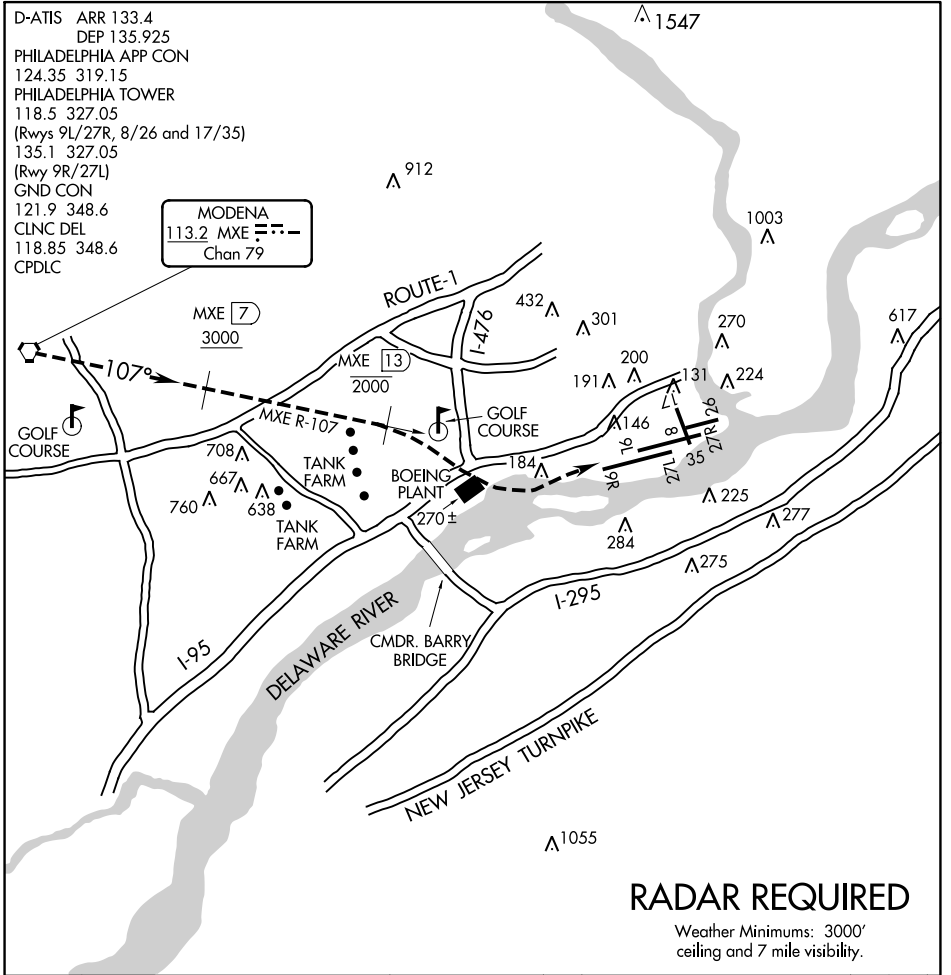 D-ATIS ARR 133.4
DEP 135.925
PHILADELPHIA APP CON
124.35 319.15
PHILADELPHIA TOWER
118.5 327.05
(Rwys 9L/27R, 8/26 and 17/35)
135.1 327.05
(Rwy 9R/27L)
GND CON
121.9 348.6
CLNC DEL
118.85 348.6
CPDLC
1547
912
MODENA
113.2 MXE
Chan 79
1003
ROUTE-1
I-476
432
301
270
617
MXE 7
3000
MXE 13
2000
107°
MXE R-107
200
191
131
224
146
GOLF
COURSE
GOLF
COURSE
17
8
26
9L
27R
9R
27L
35
708
667
760
638
TANK
FARM
TANK
FARM
BOEING
PLANT
270±
184
225
277
284
275
I-295
CMDR. BARRY
BRIDGE
DELAWARE RIVER
I-95
NEW JERSEY TURNPIKE
1055
RADAR REQUIRED
Weather Minimums: 3000'
ceiling and 7 mile visibility.